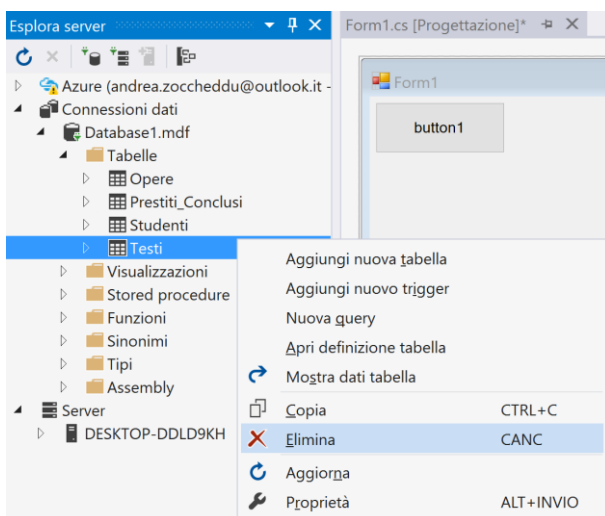 Esplora server
Form1.cs [Progettazione]*
Azure (andrea.zoccheddu@outlook.it -
Connessioni dati
Database1.mdf
Tabelle
Opere
Prestiti_Conclusi
Studenti
Testi
Visualizzazioni
Stored procedure
Funzioni
Sinonimi
Tipi
Assembly
Server
DESKTOP-DDLD9KH
Form1
button1
Aggiungi nuova tabella
Aggiungi nuovo trigger
Nuova query
Apri definizione tabella
Mostra dati tabella
Copia CTRL+C
Elimina CANC
Aggiorna
Proprietà ALT+INVIO